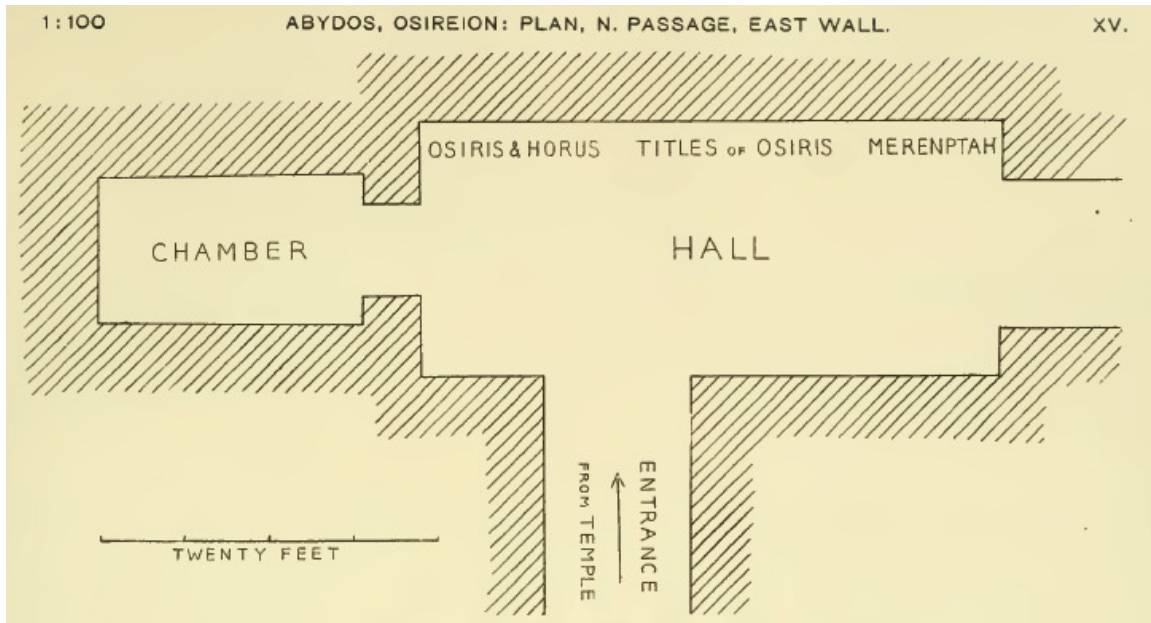 1:100 ABYDOS, OSIREION: PLAN, N. PASSAGE, EAST WALL. XV.
OSIRIS & HORUS TITLES OF OSIRIS MERENPTAH
CHAMBER
HALL
ENTRANCE
FROM TEMPLE
TWENTY FEET